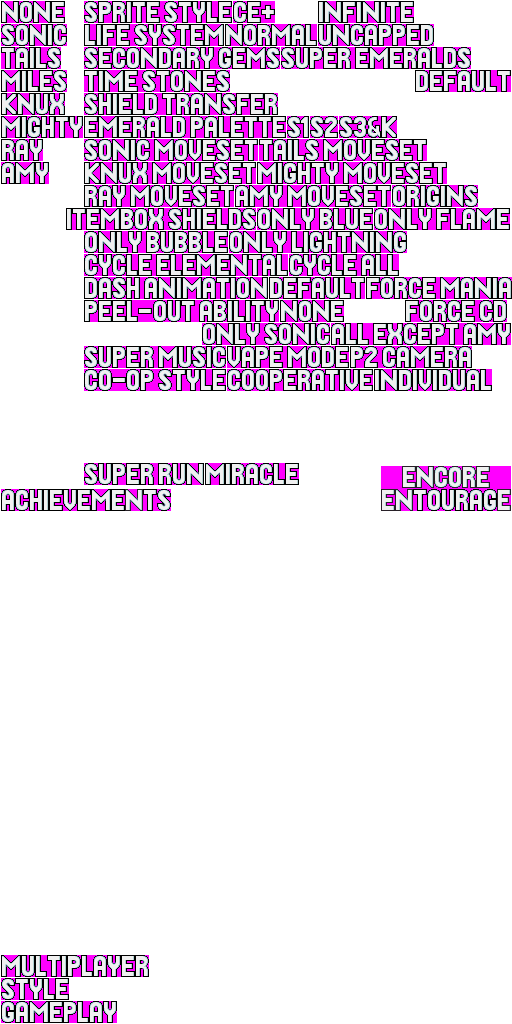 NONE SPRITE STYLE CE+ INFINITE
SONIC LIFE SYSTEM NORMAL UNCAPPED
TAILS SECONDARY GEMS SUPER EMERALDS
MILES TIME STONES DEFAULT
KNUX SHIELD TRANSFER
MIGHTY EMERALD PALETTE S1 S2 S3&K
RAY SONIC MOVESET TAILS MOVESET
AMY KNUX MOVESET MIGHTY MOVESET
RAY MOVESET AMY MOVESET ORIGINS
ITEMBOX SHIELDS ONLY BLUE ONLY FLAME
ONLY BUBBLE ONLY LIGHTNING
CYCLE ELEMENTAL CYCLE ALL
DASH ANIMATION DEFAULT FORCE MANIA
PEEL-OUT ABILITY NONE FORCE CD
ONLY SONIC ALL EXCEPT AMY
SUPER MUSIC VAPE MODE P2 CAMERA
CO-OP STYLE COOPERATIVE INDIVIDUAL
SUPER RUN MIRACLE ENCORE
ACHIEVEMENTS ENTOURAGE
MULTIPLAYER
STYLE
GAMEPLAY